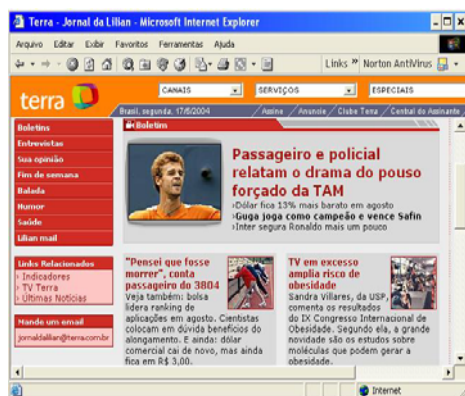 Terra - Jornal da Lilian - Microsoft Internet Explorer
Arquivo Editar Exibir Favoritos Ferramentas Ajuda
Links » Norton AntiVirus
terra
CANAIS SERVIÇOS ESPECIAIS
Brasil, segunda, 17/6/2004 Assine Anuncie Clube Terra Central do Assinante
Boletins
Entrevistas
Sua opinião
Fim de semana
Balada
Humor
Saúde
Lilian mail
Links Relacionados
› Indicadores
› TV Terra
› Últimas Notícias
Mande um email
jornaldalilian@terra.com.br
Boletim
Passageiro e policial
relatam o drama do pouso
forçado da TAM
›Dólar fica 13% mais barato em agosto
›Guga joga como campeão e vence Safin
›Inter segura Ronaldo mais um pouco
"Pensei que fosse
morrer", conta
passageiro do 3804
Veja também: bolsa
lidera ranking de
aplicações em agosto. Cientistas
colocam em dúvida benefícios do
alongamento. E ainda: dólar
comercial cai de novo, mas ainda
fica em R$ 3,00.
TV em excesso
amplia risco de
obesidade
Sandra Villares, da USP,
comenta os resultados
do IX Congresso Internacional de
Obesidade. Segundo ela, a grande
novidade são os estudos sobre
moléculas que podem gerar a
obesidade.
Internet